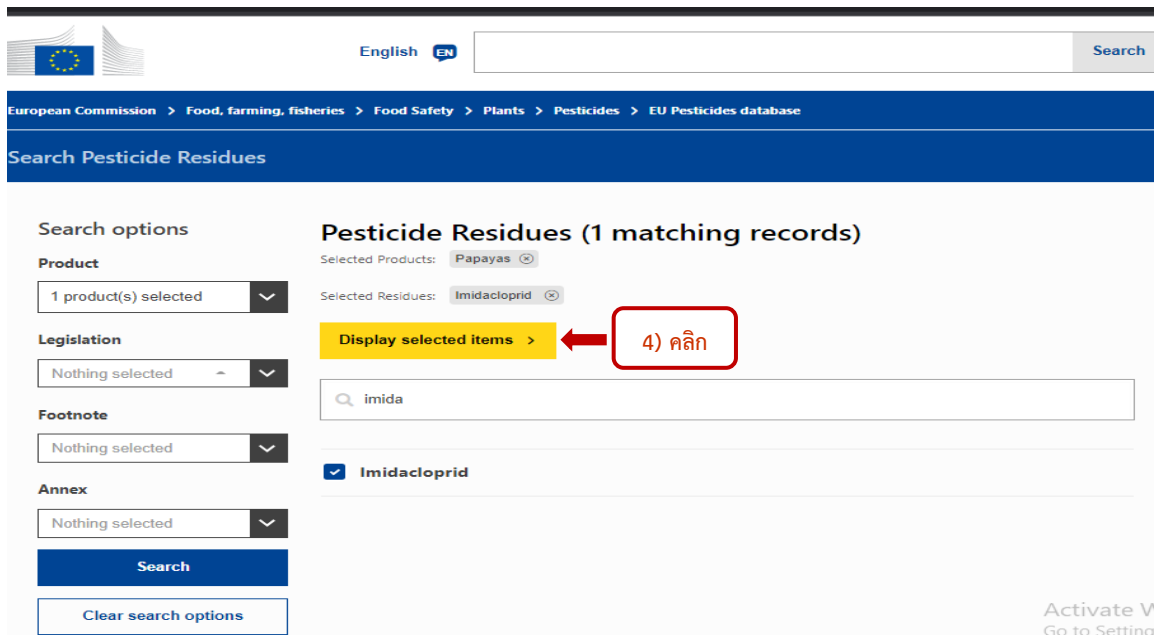 English EN
Search
European Commission > Food, farming, fisheries > Food Safety > Plants > Pesticides > EU Pesticides database
Search Pesticide Residues
Search options
Product
1 product(s) selected
Legislation
Nothing selected
Footnote
Nothing selected
Annex
Nothing selected
Search
Clear search options
Pesticide Residues (1 matching records)
Selected Products: Papayas
Selected Residues: Imidacloprid
Display selected items >
4) คลิก
imida
Imidacloprid
Activate
Go to Setting